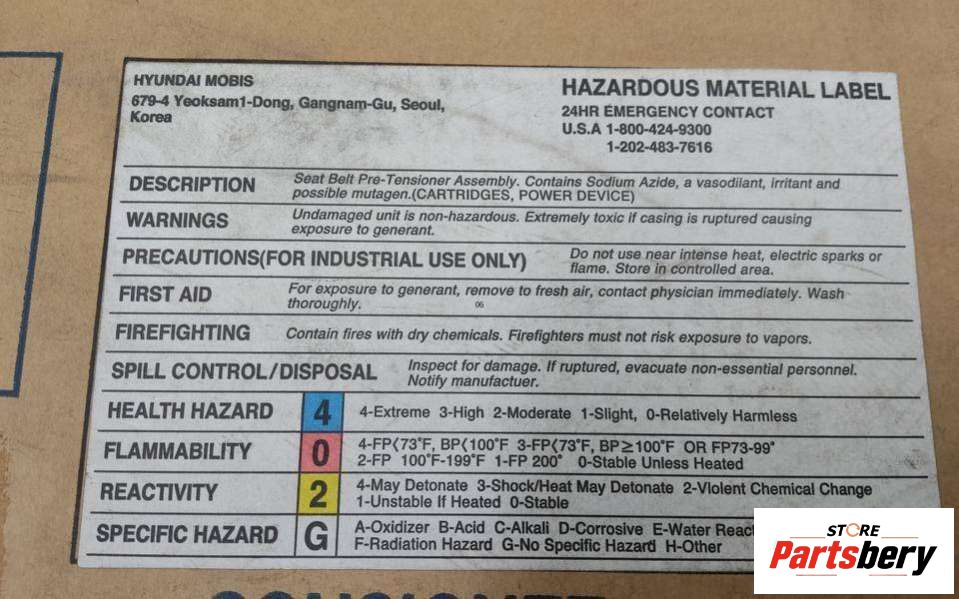 HYUNDAI MOBIS
679-4 Yeoksam1-Dong, Gangnam-Gu, Seoul,
Korea
HAZARDOUS MATERIAL LABEL
24HR EMERGENCY CONTACT
U.S.A 1-800-424-9300
1-202-483-7616
DESCRIPTION
Seat Belt Pre-Tensioner Assembly. Contains Sodium Azide, a vasodilant, irritant and
possible mutagen.(CARTRIDGES, POWER DEVICE)
WARNINGS
Undamaged unit is non-hazardous. Extremely toxic if casing is ruptured causing
exposure to generant.
PRECAUTIONS(FOR INDUSTRIAL USE ONLY)
Do not use near intense heat, electric sparks or
flame. Store in controlled area.
FIRST AID
For exposure to generant, remove to fresh air, contact physician immediately. Wash
thoroughly.
06
FIREFIGHTING
Contain fires with dry chemicals. Firefighters must not risk exposure to vapors.
SPILL CONTROL/DISPOSAL
Inspect for damage. If ruptured, evacuate non-essential personnel.
Notify manufactuer.
HEALTH HAZARD 4 4-Extreme 3-High 2-Moderate 1-Slight, 0-Relatively Harmless
FLAMMABILITY 0
4-FP<73°F, BP<100°F 3-FP<73°F, BP≥100°F OR FP73-99°
2-FP 100°F-199°F 1-FP 200° 0-Stable Unless Heated
REACTIVITY 2
4-May Detonate 3-Shock/Heat May Detonate 2-Violent Chemical Change
1-Unstable If Heated 0-Stable
SPECIFIC HAZARD G
A-Oxidizer B-Acid C-Alkali D-Corrosive E-Water
F-Radiation Hazard G-No Specific Hazard H-Other
STORE
Partsbery